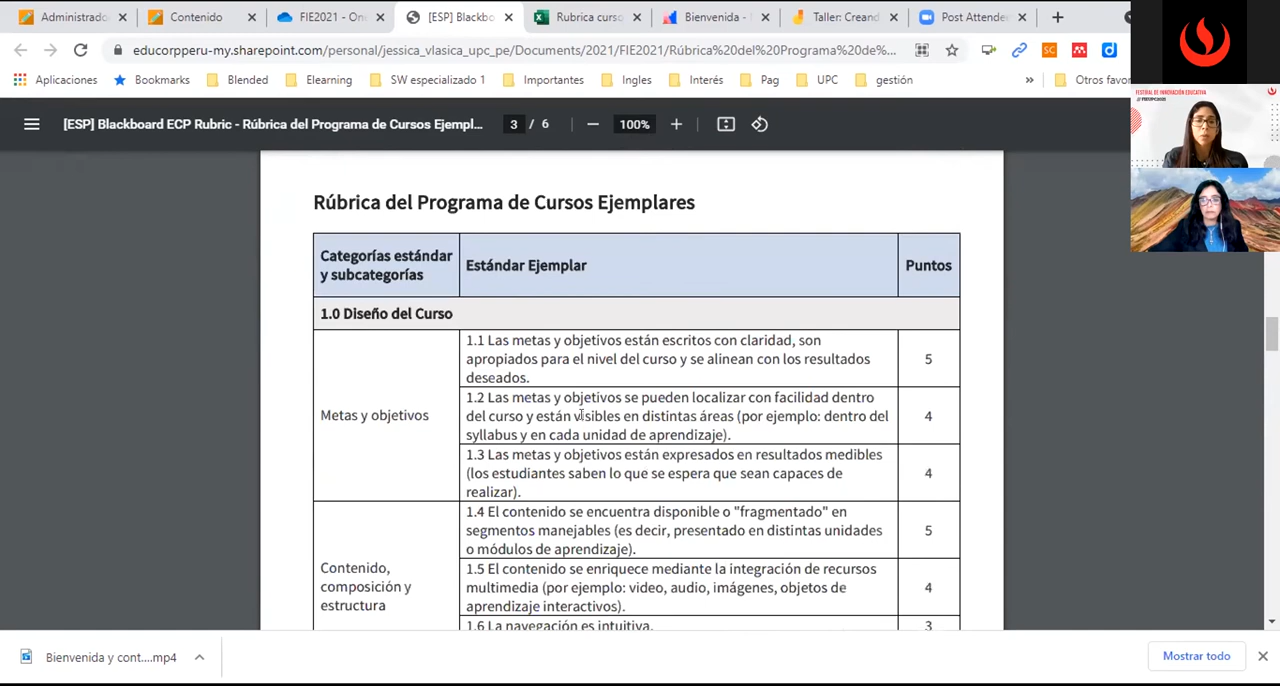 Administrado
Contenido
FIE2021 - One
[ESP] Blackbo
Rubrica curso
Bienvenida -
Taller: Creand
Post Attende
educorpperu-my.sharepoint.com/personal/jessica_vlasica_upc_pe/Documents/2021/FIE2021/Rúbrica%20del%20Programa%20de%...
SC
Aplicaciones
Bookmarks
Blended
Elearning
SW especializado 1
Importantes
Ingles
Interés
Pag
UPC
gestión
»
Otros favor
FESTIVAL DE INNOVACIÓN EDUCATIVA
[ESP] Blackboard ECP Rubric - Rúbrica del Programa de Cursos Ejempl...
3 / 6
100%
Rúbrica del Programa de Cursos Ejemplares
Categorías estándar
y subcategorías
Estándar Ejemplar
Puntos
1.0 Diseño del Curso
Metas y objetivos
1.1 Las metas y objetivos están escritos con claridad, son
apropiados para el nivel del curso y se alinean con los resultados
deseados.
5
1.2 Las metas y objetivos se pueden localizar con facilidad dentro
del curso y están visibles en distintas áreas (por ejemplo: dentro del
syllabus y en cada unidad de aprendizaje).
4
1.3 Las metas y objetivos están expresados en resultados medibles
(los estudiantes saben lo que se espera que sean capaces de
realizar).
4
Contenido,
composición y
estructura
1.4 El contenido se encuentra disponible o "fragmentado" en
segmentos manejables (es decir, presentado en distintas unidades
o módulos de aprendizaje).
5
1.5 El contenido se enriquece mediante la integración de recursos
multimedia (por ejemplo: video, audio, imágenes, objetos de
aprendizaje interactivos).
4
1.6 La navegación es intuitiva.
3
Bienvenida y cont....mp4
Mostrar todo